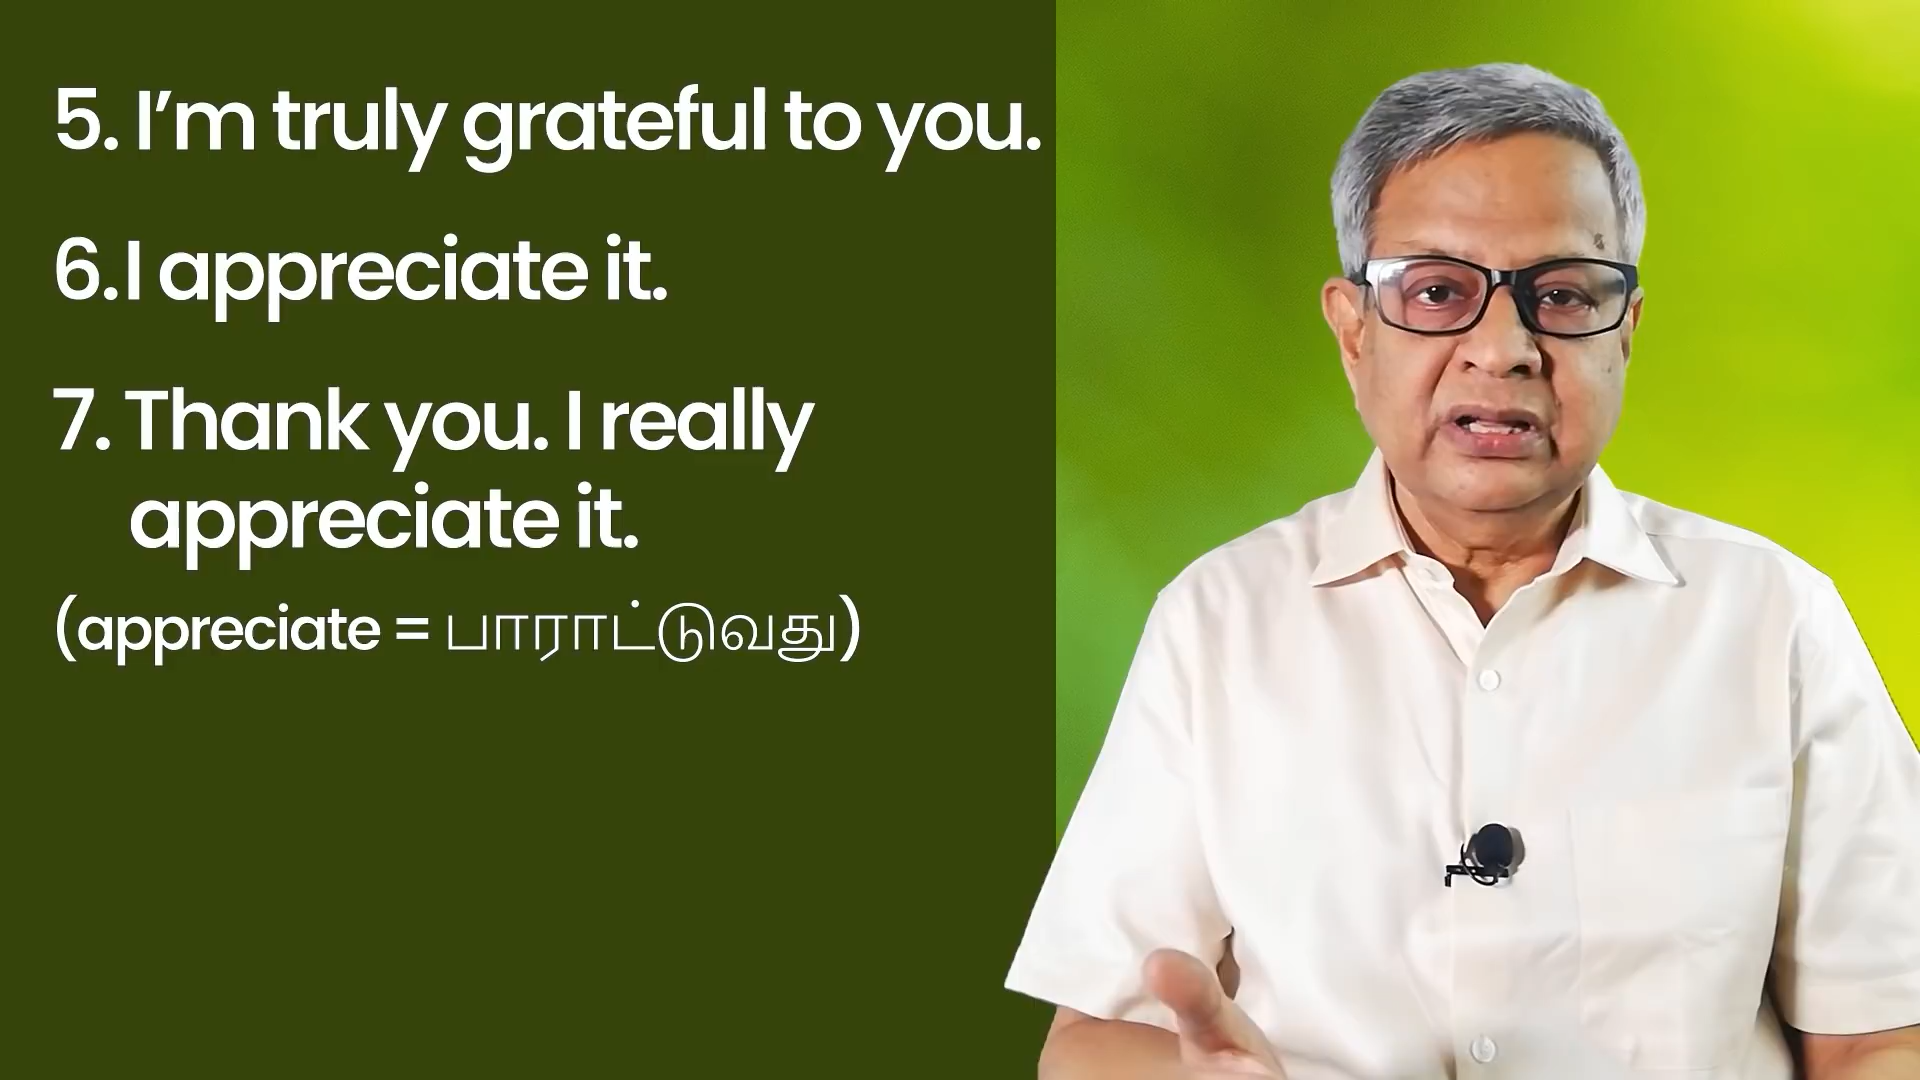 5. I'm truly grateful to you.
6. I appreciate it.
7. Thank you. I really
appreciate it.
(appreciate = பாராட்டுவது)